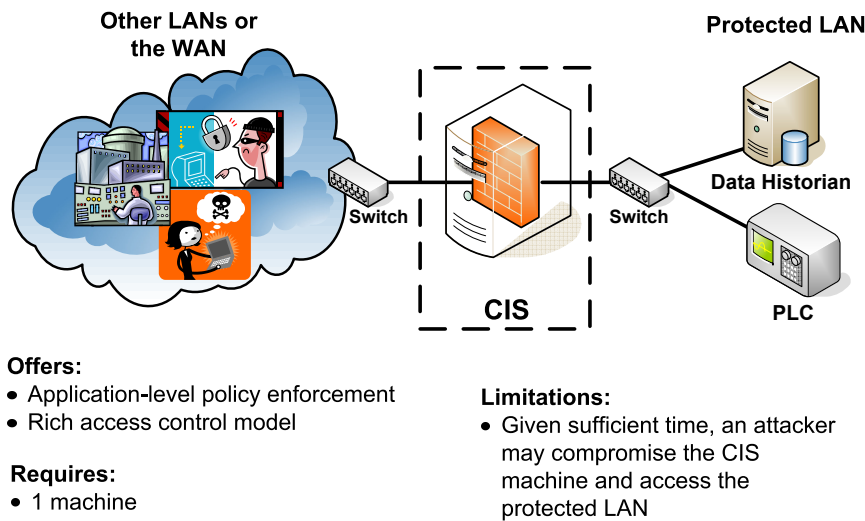 Other LANs or
the WAN
Protected LAN
Switch
CIS
Switch
Data Historian
PLC
Offers:
• Application-level policy enforcement
• Rich access control model
Requires:
• 1 machine
Limitations:
• Given sufficient time, an attacker
may compromise the CIS
machine and access the
protected LAN